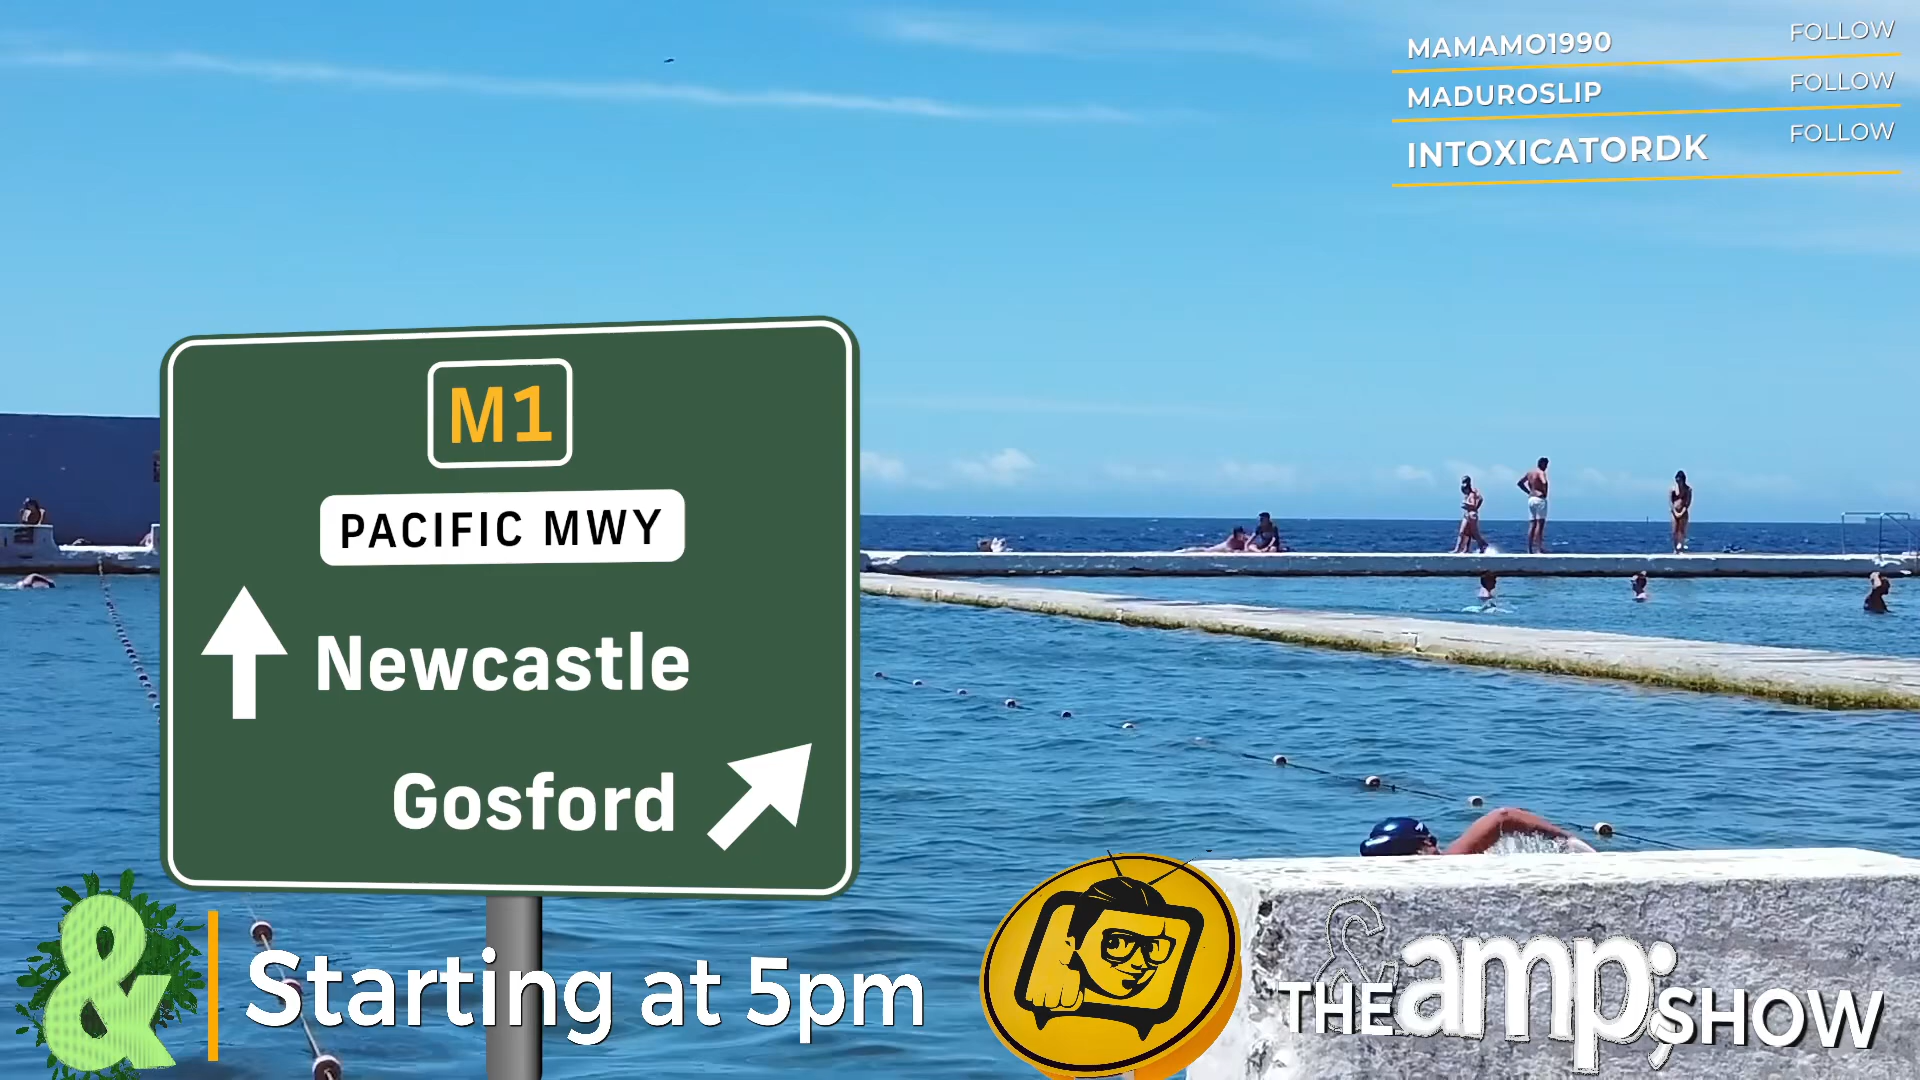 MAMAMO1990 FOLLOW
MADUROSLIP FOLLOW
INTOXICATORDK FOLLOW
M1
PACIFIC MWY
Newcastle
Gosford
& Starting at 5pm
THE &amp; SHOW